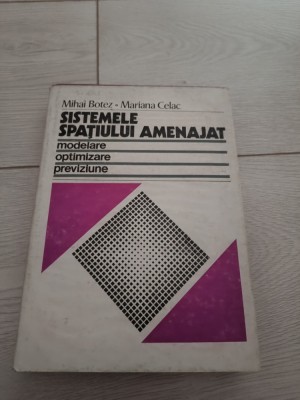 Mihai Botez - Mariana Celac
SISTEMELE
SPAȚIULUI AMENAJAT
modelare
optimizare
previziune